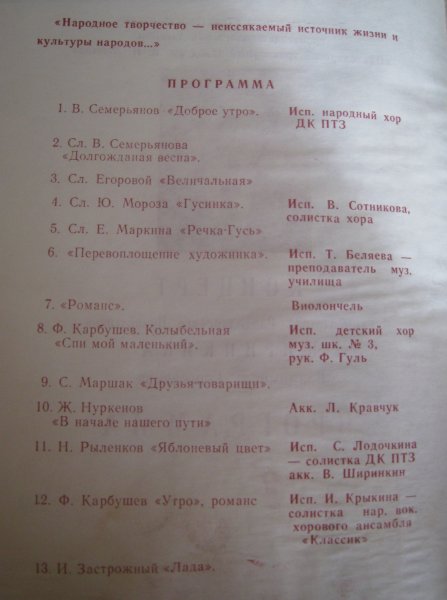 «Народное творчество — неиссякаемый источник жизни и
культуры народов...»
ПРОГРАММА
1. В. Семерьянов «Доброе утро». Исп. народный хор
ДК ПТЗ
2. Сл. В. Семерьянова
«Долгожданая весна».
3. Сл. Егоровой «Величальная»
4. Сл. Ю. Мороза «Гусинка». Исп. В. Сотникова,
солистка хора
5. Сл. Е. Маркина «Речка-Гусь»
6. «Перевоплощение художника». Исп. Т. Беляева —
преподаватель муз.
училища
7. «Романс». Виолончель
8. Ф. Карбушев. Колыбельная Исп. детский хор
«Спи мой маленький». муз. шк. № 3,
рук. Ф. Гуль
9. С. Маршак «Друзья-товарищи».
10. Ж. Нуркенов Акк. Л. Кравчук
«В начале нашего пути»
11. Н. Рыленков «Яблоневый цвет» Исп. С. Лодочкина
— солистка ДК ПТЗ
акк. В. Ширинкин
12. Ф. Карбушев «Утро», романс Исп. И. Крыкина —
солистка нар. вок.
хорового ансамбля
«Классик»
13. И. Застрожный «Лада».